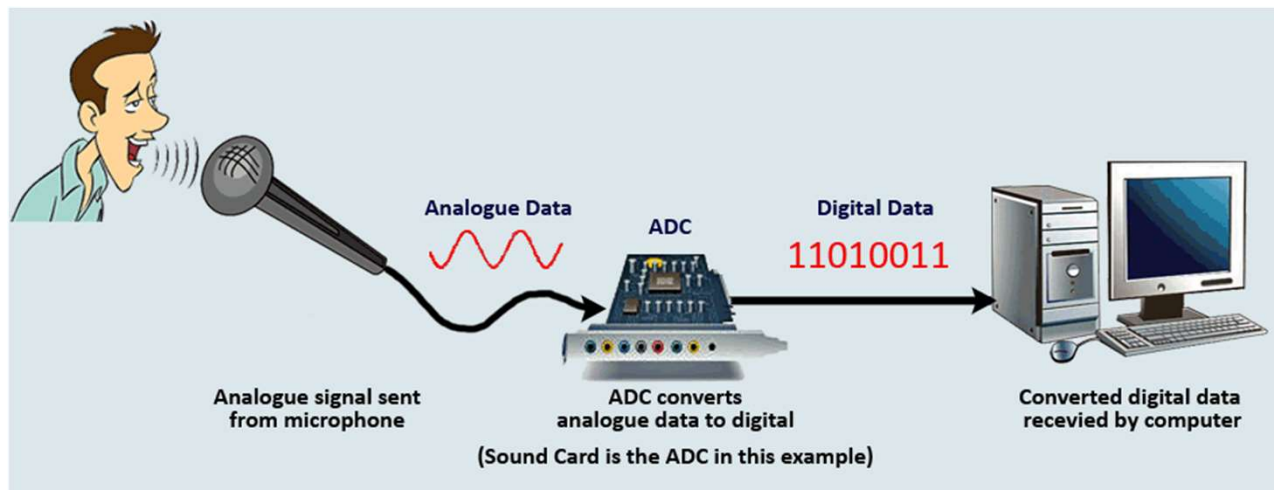 Analogue Data
ADC
Digital Data
11010011
Analogue signal sent
from microphone
ADC converts
analogue data to digital
(Sound Card is the ADC in this example)
Converted digital data
recevied by computer